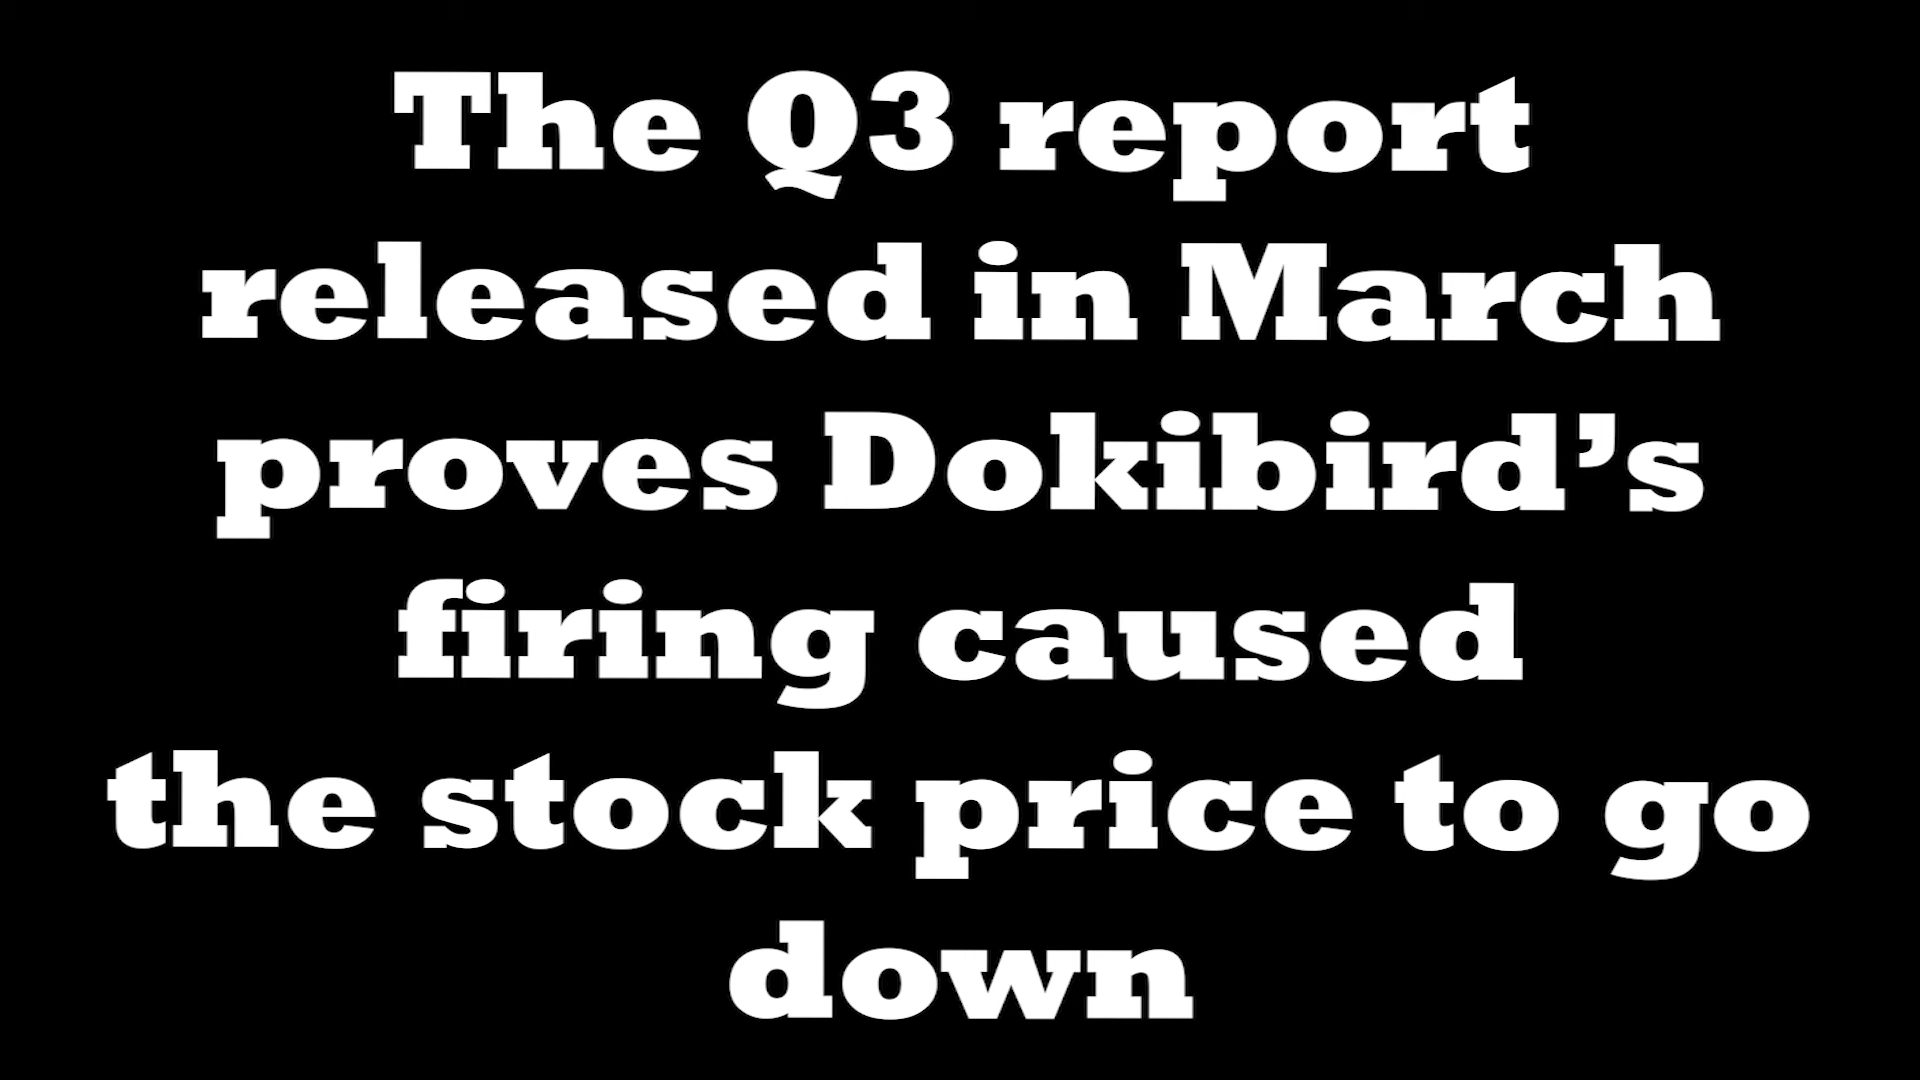 The Q3 report
released in March
proves Dokibird’s
firing caused
the stock price to go
down